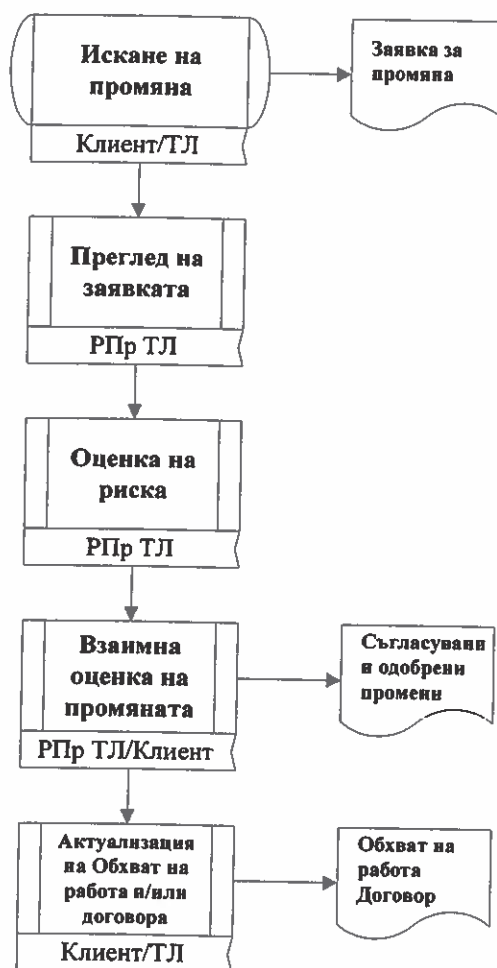 Искане на
промяна
Клиент/ТЛ
Заявка за
промяна
Преглед на
заявката
РПр ТЛ
Оценка на
риска
РПр ТЛ
Взаимна
оценка на
промяната
РПр ТЛ/Клиент
Съгласувани
и одобрени
промени
Актуализация
на Обхват на
работа и/или
договора
Клиент/ТЛ
Обхват на
работа
Договор